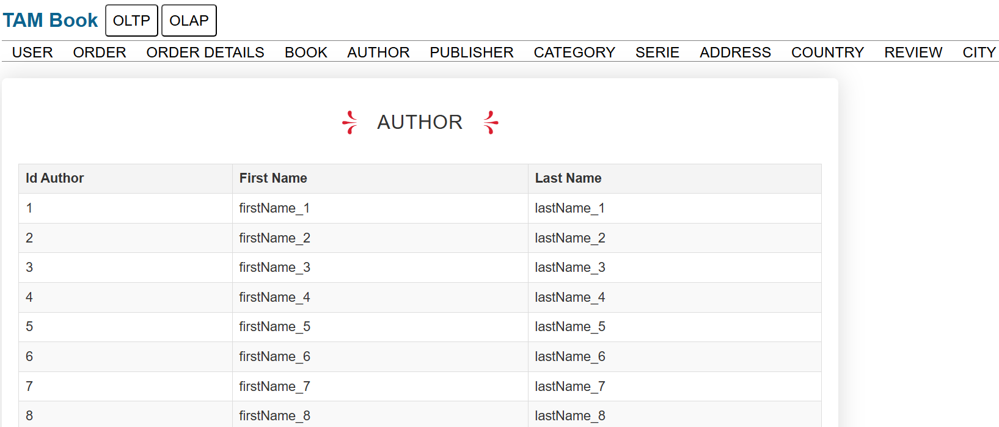 TAM Book OLTP OLAP
USER ORDER ORDER DETAILS BOOK AUTHOR PUBLISHER CATEGORY SERIE ADDRESS COUNTRY REVIEW CITY
AUTHOR
Id Author First Name Last Name
1 firstName_1 lastName_1
2 firstName_2 lastName_2
3 firstName_3 lastName_3
4 firstName_4 lastName_4
5 firstName_5 lastName_5
6 firstName_6 lastName_6
7 firstName_7 lastName_7
8 firstName_8 lastName_8